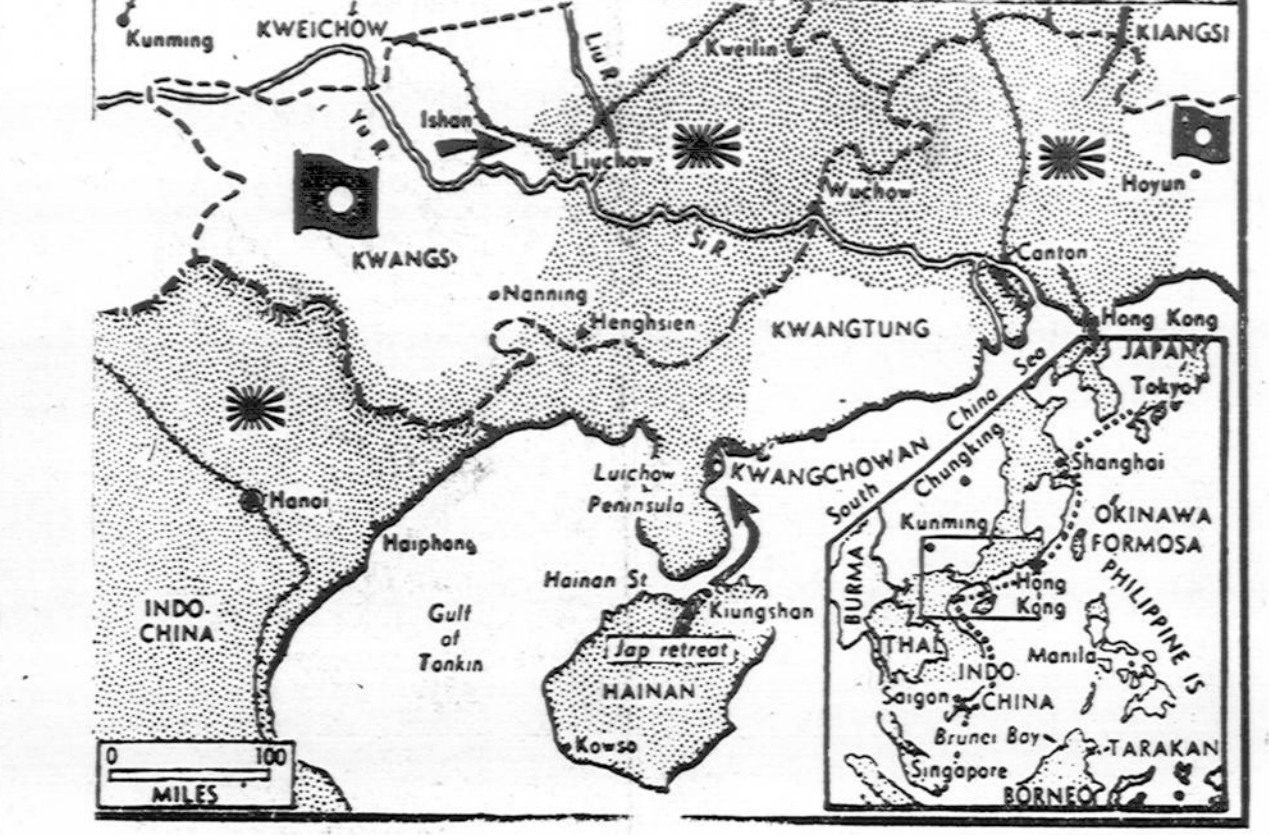 Kunming
KWEICHOW
Liu R.
Kweilin
KIANGSI
Yu R.
Ishan
Liuchow
Wuchow
Hoyun
KWANGS
Si R.
Canton
Nanning
Henghsien
KWANGTUNG
Hong Kong
Hanoi
Haiphong
Luichow
Peninsula
KWANGCHOWAN
South China Sea
INDO-
CHINA
Gulf
of
Tonkin
Hainan St
Kiungshan
Jap retreat
HAINAN
Kowso
0 100
MILES
JAPAN
Tokyo
Chungking
Shanghai
Kunming
OKINAWA
FORMOSA
BURMA
Hong
Kong
PHILIPPINE IS
THAI
Manila
INDO
CHINA
Saigon
Brunei Bay
TARAKAN
Singapore
BORNEO